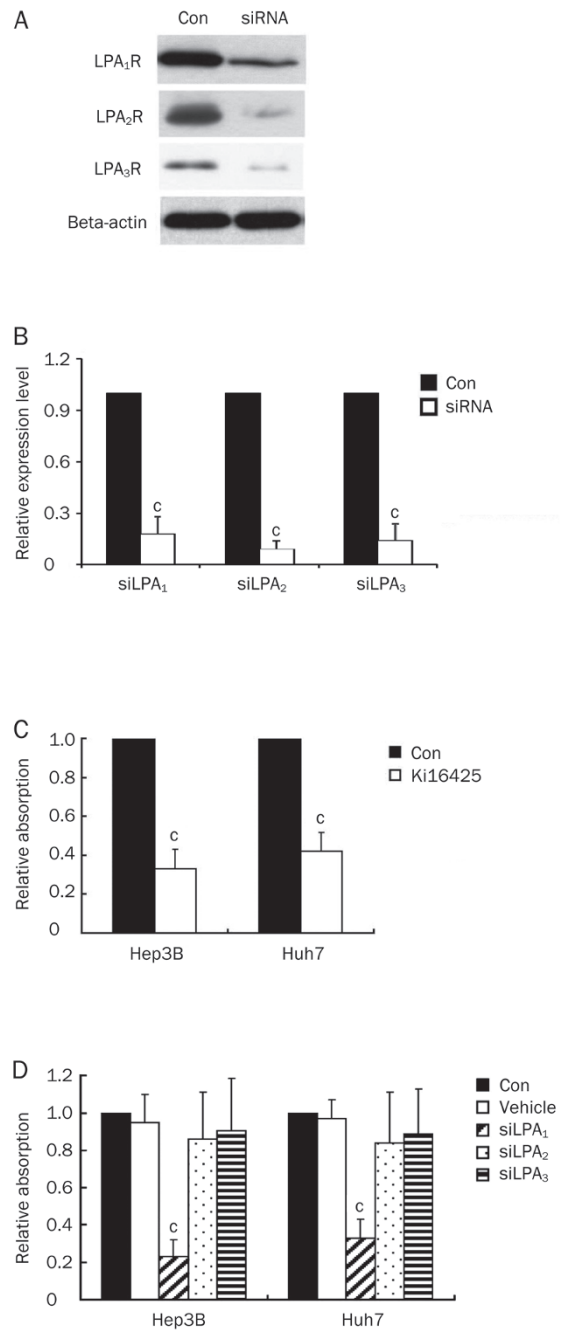 A
Con siRNA
LPA₁R
LPA₂R
LPA₃R
Beta-actin
B
Relative expression level
1.2
0.9
0.6
0.3
0
c
c
c
siLPA₁ siLPA₂ siLPA₃
Con
siRNA
C
Relative absorption
1.0
0.8
0.6
0.4
0.2
0
c
c
Hep3B Huh7
Con
Ki16425
D
Relative absorption
1.2
1.0
0.8
0.6
0.4
0.2
0
c
c
Hep3B Huh7
Con
Vehicle
siLPA₁
siLPA₂
siLPA₃